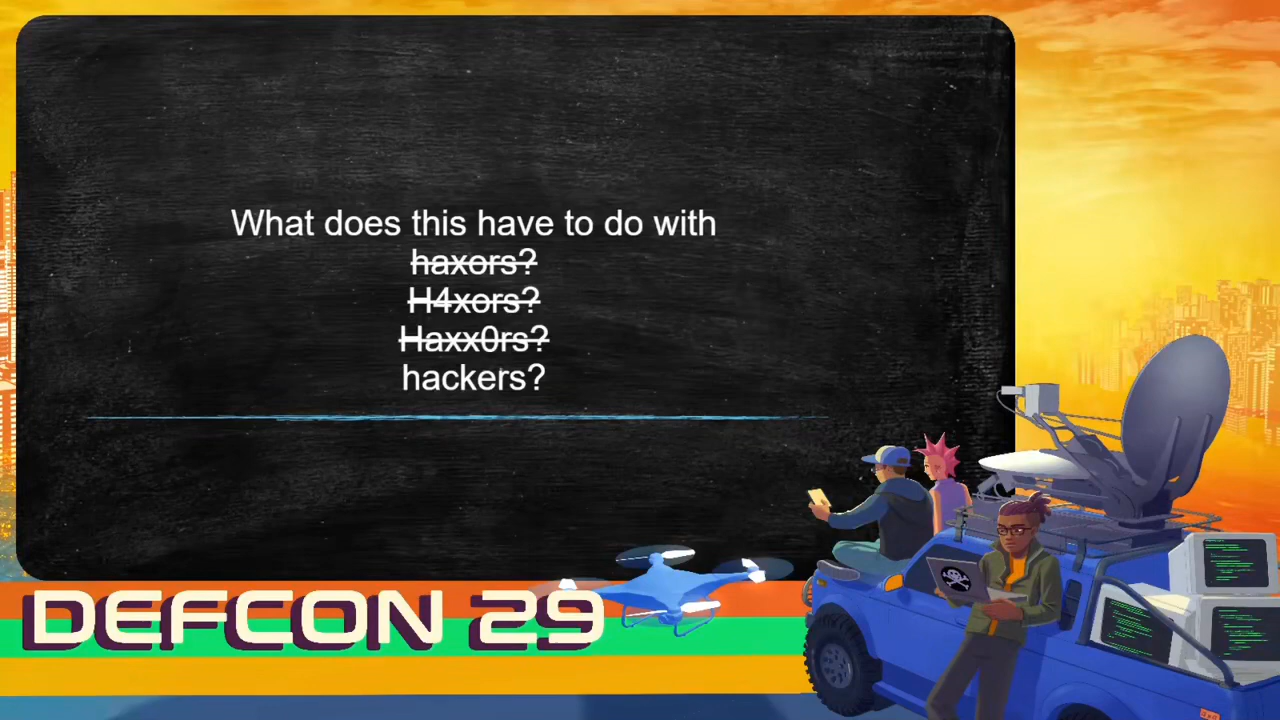 What does this have to do with
haxors?
H4xors?
Haxx0rs?
hackers?
DEFCON 29